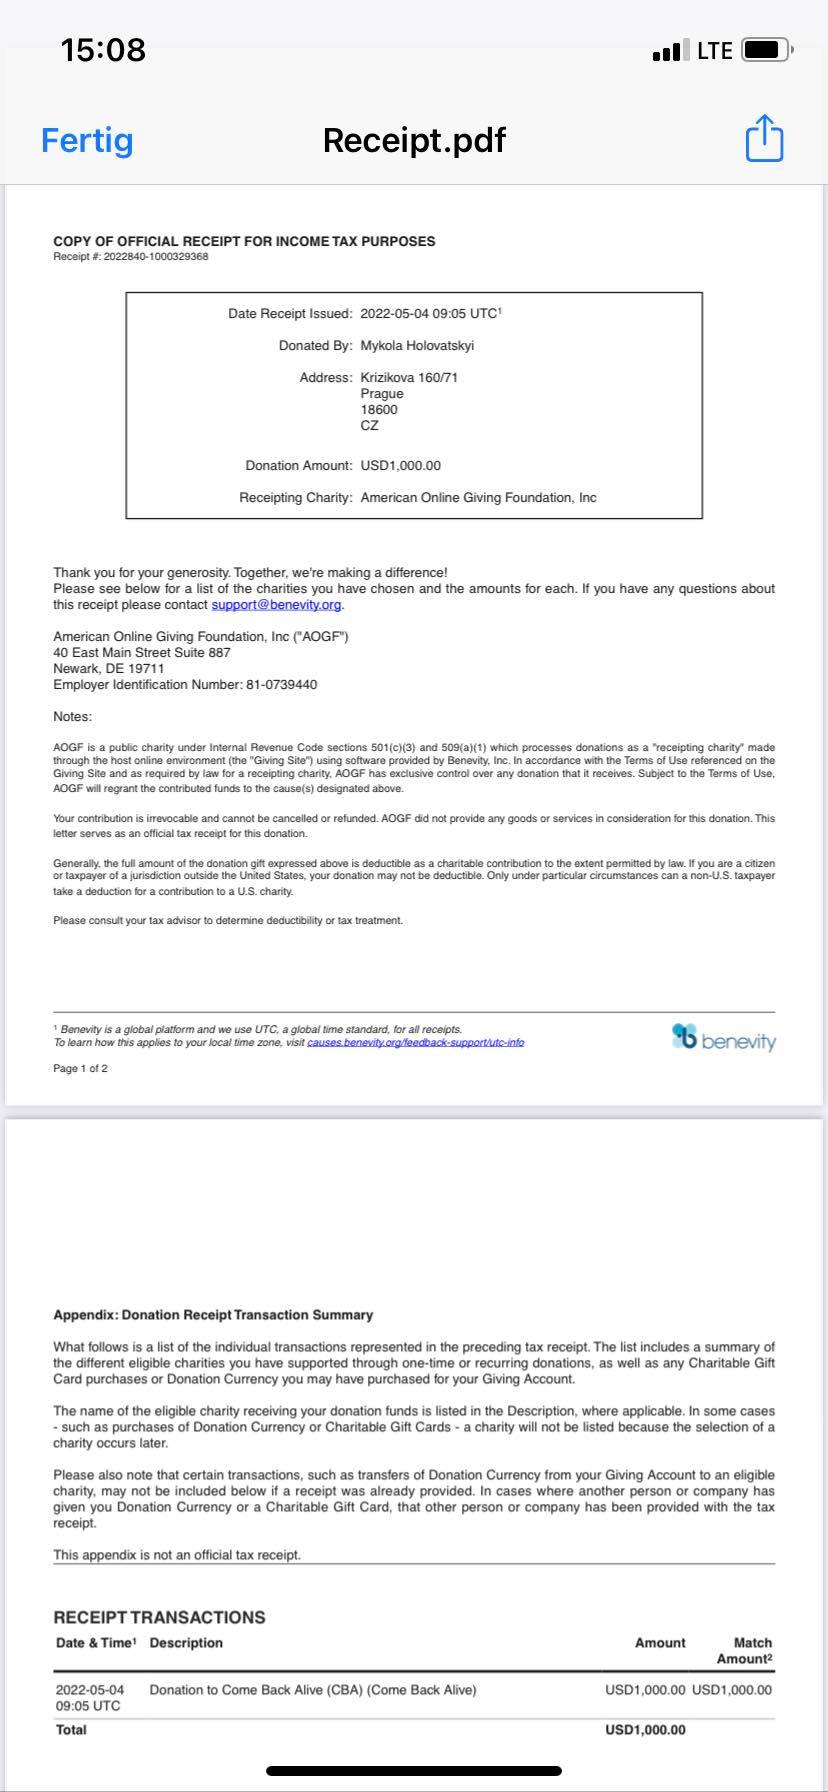 15:08
LTE
Fertig
Receipt.pdf
COPY OF OFFICIAL RECEIPT FOR INCOME TAX PURPOSES
Receipt #: 2022840-1000329368
Date Receipt Issued: 2022-05-04 09:05 UTC¹
Donated By: Mykola Holovatskyi
Address: Krizikova 160/71
Prague
18600
CZ
Donation Amount: USD1,000.00
Receipting Charity: American Online Giving Foundation, Inc
Thank you for your generosity. Together, we're making a difference!
Please see below for a list of the charities you have chosen and the amounts for each. If you have any questions about
this receipt please contact support@benevity.org.
American Online Giving Foundation, Inc ("AOGF")
40 East Main Street Suite 887
Newark, DE 19711
Employer Identification Number: 81-0739440
Notes:
AOGF is a public charity under Internal Revenue Code sections 501(c)(3) and 509(a)(1) which processes donations as a "receipting charity" made
through the host online environment (the "Giving Site") using software provided by Benevity, Inc. In accordance with the Terms of Use referenced on the
Giving Site and as required by law for a receipting charity, AOGF has exclusive control over any donation that it receives. Subject to the Terms of Use,
AOGF will regrant the contributed funds to the cause(s) designated above.
Your contribution is irrevocable and cannot be cancelled or refunded. AOGF did not provide any goods or services in consideration for this donation. This
letter serves as an official tax receipt for this donation.
Generally, the full amount of the donation gift expressed above is deductible as a charitable contribution to the extent permitted by law. If you are a citizen
or taxpayer of a jurisdiction outside the United States, your donation may not be deductible. Only under particular circumstances can a non-U.S. taxpayer
take a deduction for a contribution to a U.S. charity.
Please consult your tax advisor to determine deductibility or tax treatment.
¹ Benevity is a global platform and we use UTC, a global time standard, for all receipts.
To learn how this applies to your local time zone, visit causes.benevity.org/feedback-support/utc-info
benevity
Page 1 of 2
Appendix: Donation Receipt Transaction Summary
What follows is a list of the individual transactions represented in the preceding tax receipt. The list includes a summary of
the different eligible charities you have supported through one-time or recurring donations, as well as any Charitable Gift
Card purchases or Donation Currency you may have purchased for your Giving Account.
The name of the eligible charity receiving your donation funds is listed in the Description, where applicable. In some cases
- such as purchases of Donation Currency or Charitable Gift Cards - a charity will not be listed because the selection of a
charity occurs later.
Please also note that certain transactions, such as transfers of Donation Currency from your Giving Account to an eligible
charity, may not be included below if a receipt was already provided. In cases where another person or company has
given you Donation Currency or a Charitable Gift Card, that other person or company has been provided with the tax
receipt.
This appendix is not an official tax receipt.
RECEIPT TRANSACTIONS
Date & Time¹ Description Amount Match
Amount²
2022-05-04 Donation to Come Back Alive (CBA) (Come Back Alive) USD1,000.00 USD1,000.00
09:05 UTC
Total USD1,000.00